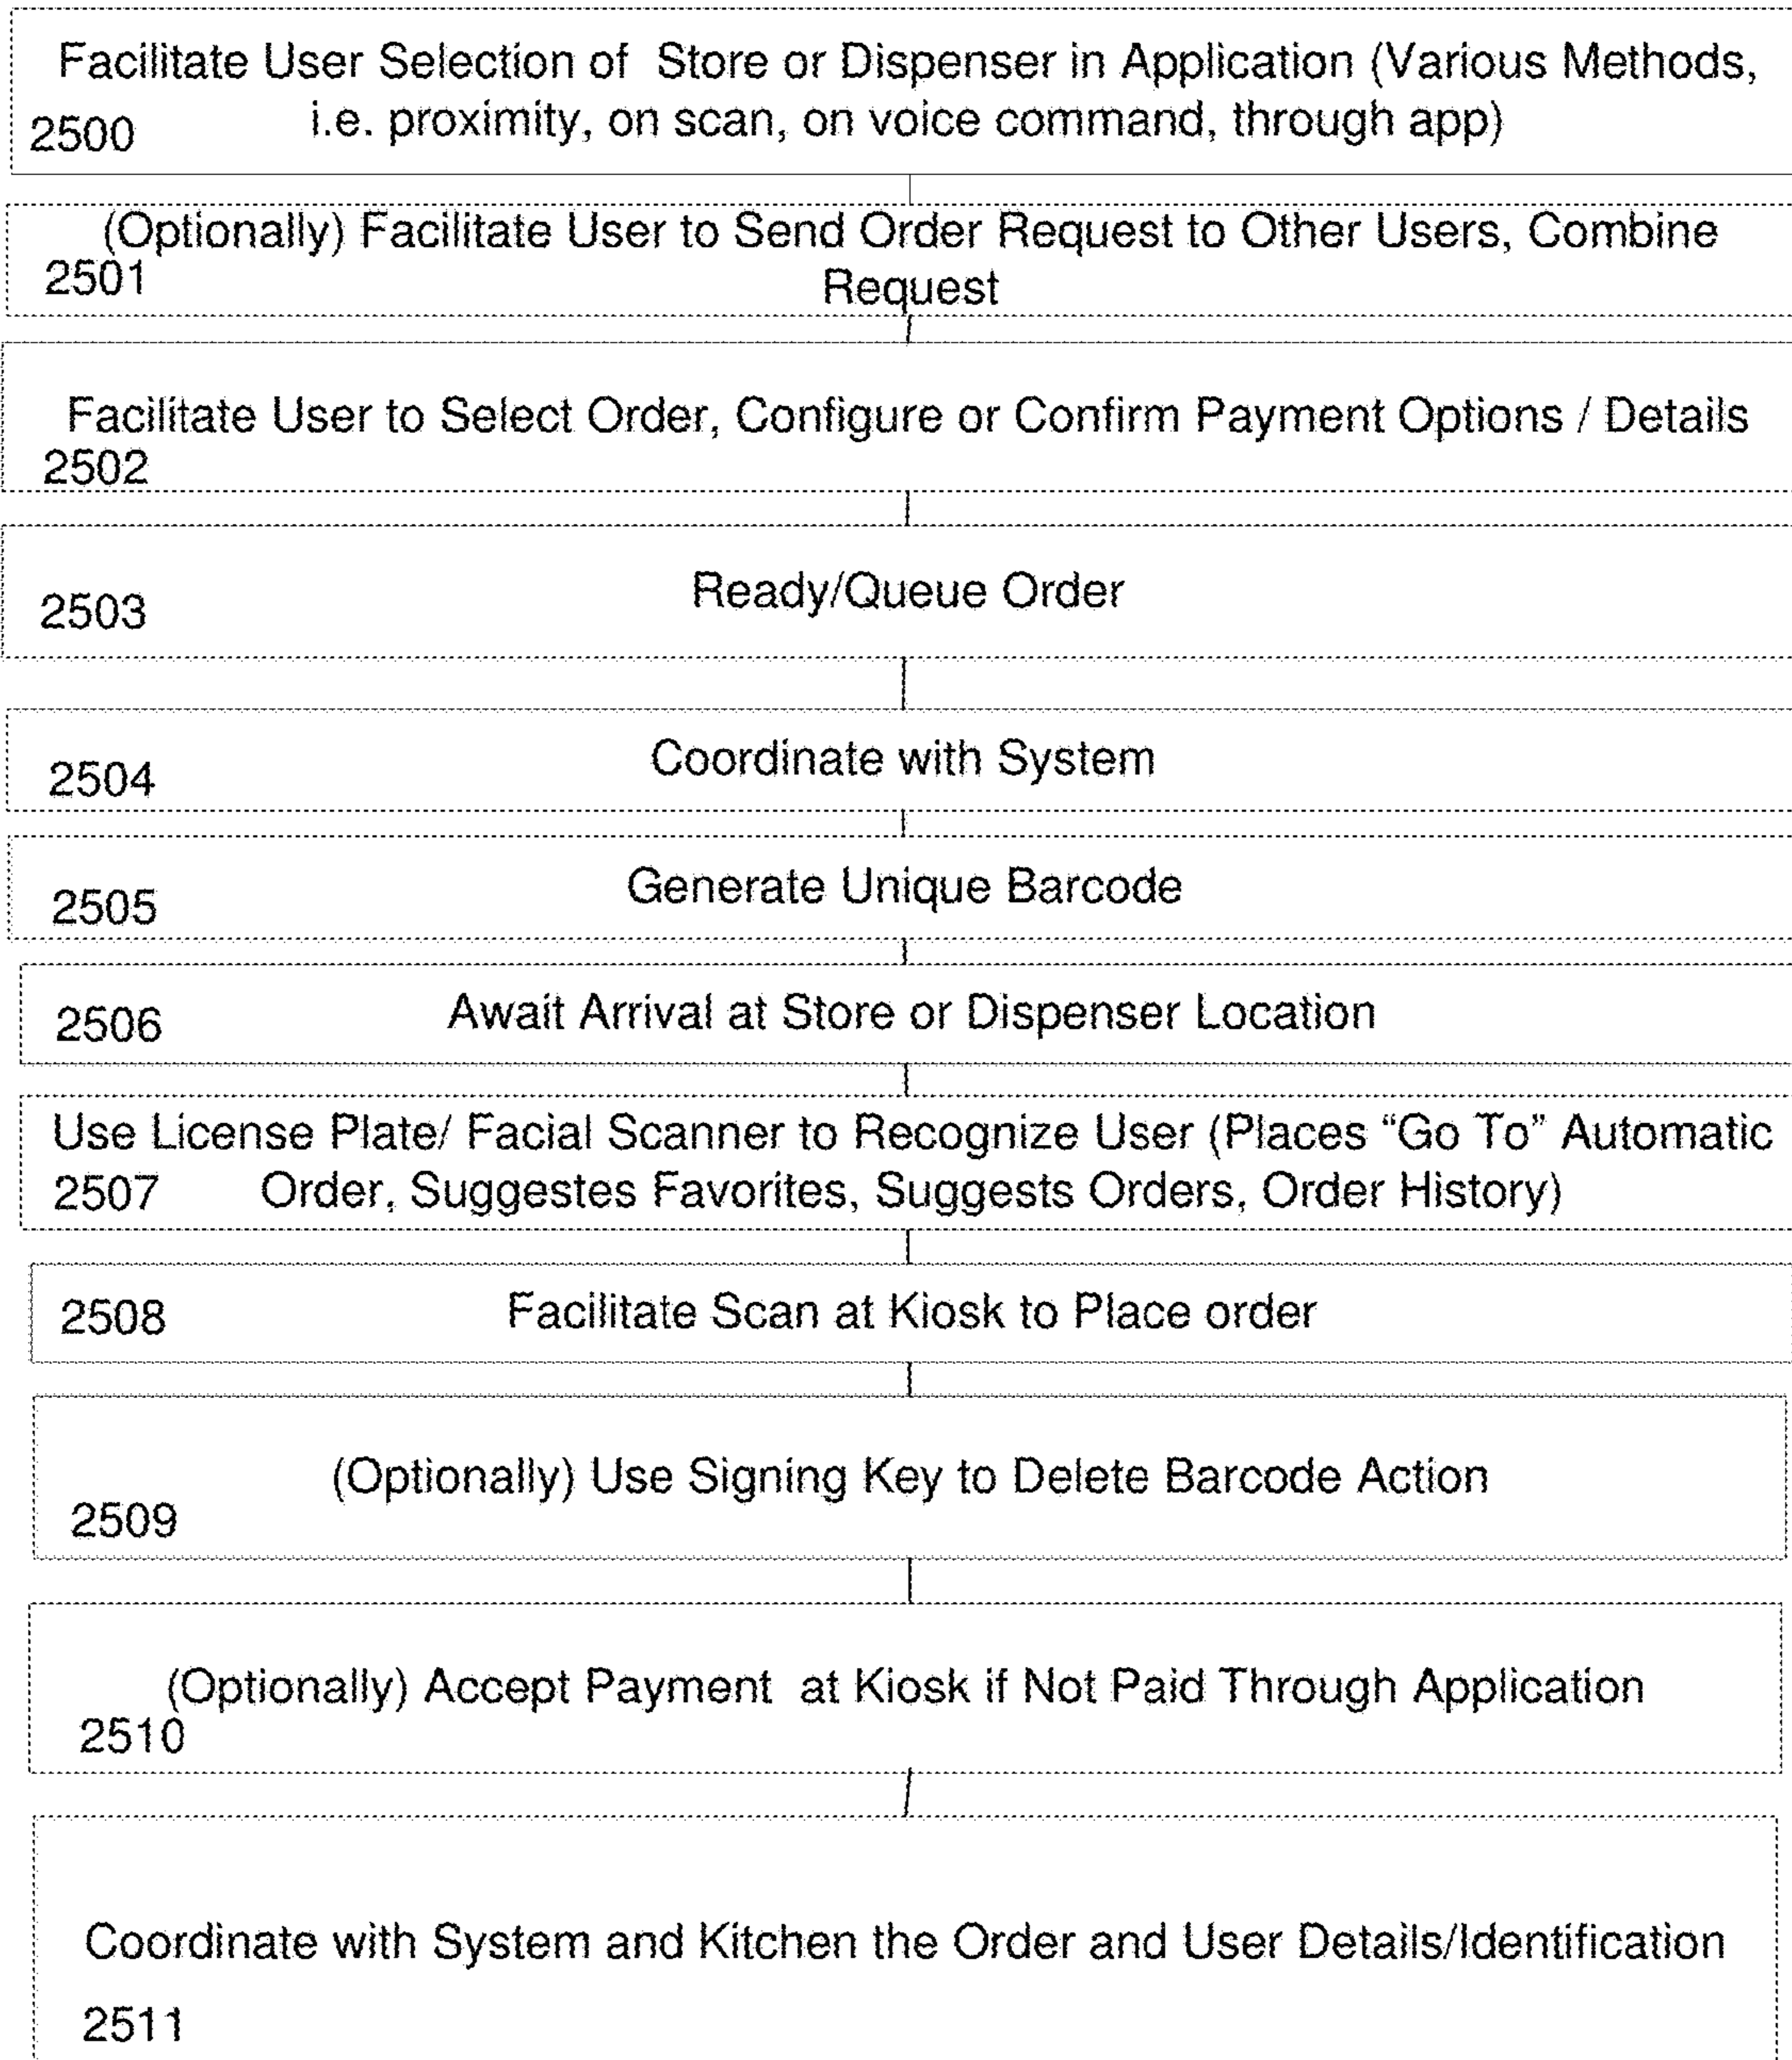 Facilitate User Selection of Store or Dispenser in Application (Various Methods,
2500 i.e. proximity, on scan, on voice command, through app)
(Optionally) Facilitate User to Send Order Request to Other Users, Combine
2501 Request
Facilitate User to Select Order, Configure or Confirm Payment Options / Details
2502
2503 Ready/Queue Order
2504 Coordinate with System
2505 Generate Unique Barcode
2506 Await Arrival at Store or Dispenser Location
Use License Plate/ Facial Scanner to Recognize User (Places “Go To” Automatic
2507 Order, Suggestes Favorites, Suggests Orders, Order History)
2508 Facilitate Scan at Kiosk to Place order
(Optionally) Use Signing Key to Delete Barcode Action
2509
(Optionally) Accept Payment at Kiosk if Not Paid Through Application
2510
Coordinate with System and Kitchen the Order and User Details/Identification
2511